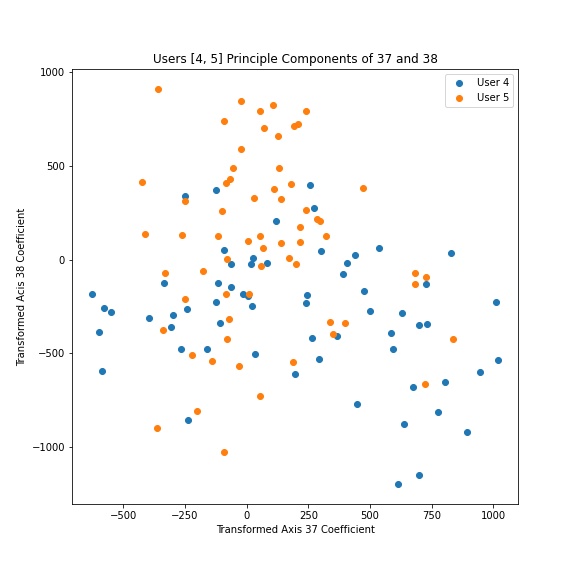 Users [4, 5] Principle Components of 37 and 38
User 4
User 5
Transformed Acis 38 Coefficient
1000
500
0
−500
−1000
−500
−250
0
250
500
750
1000
Transformed Axis 37 Coefficient